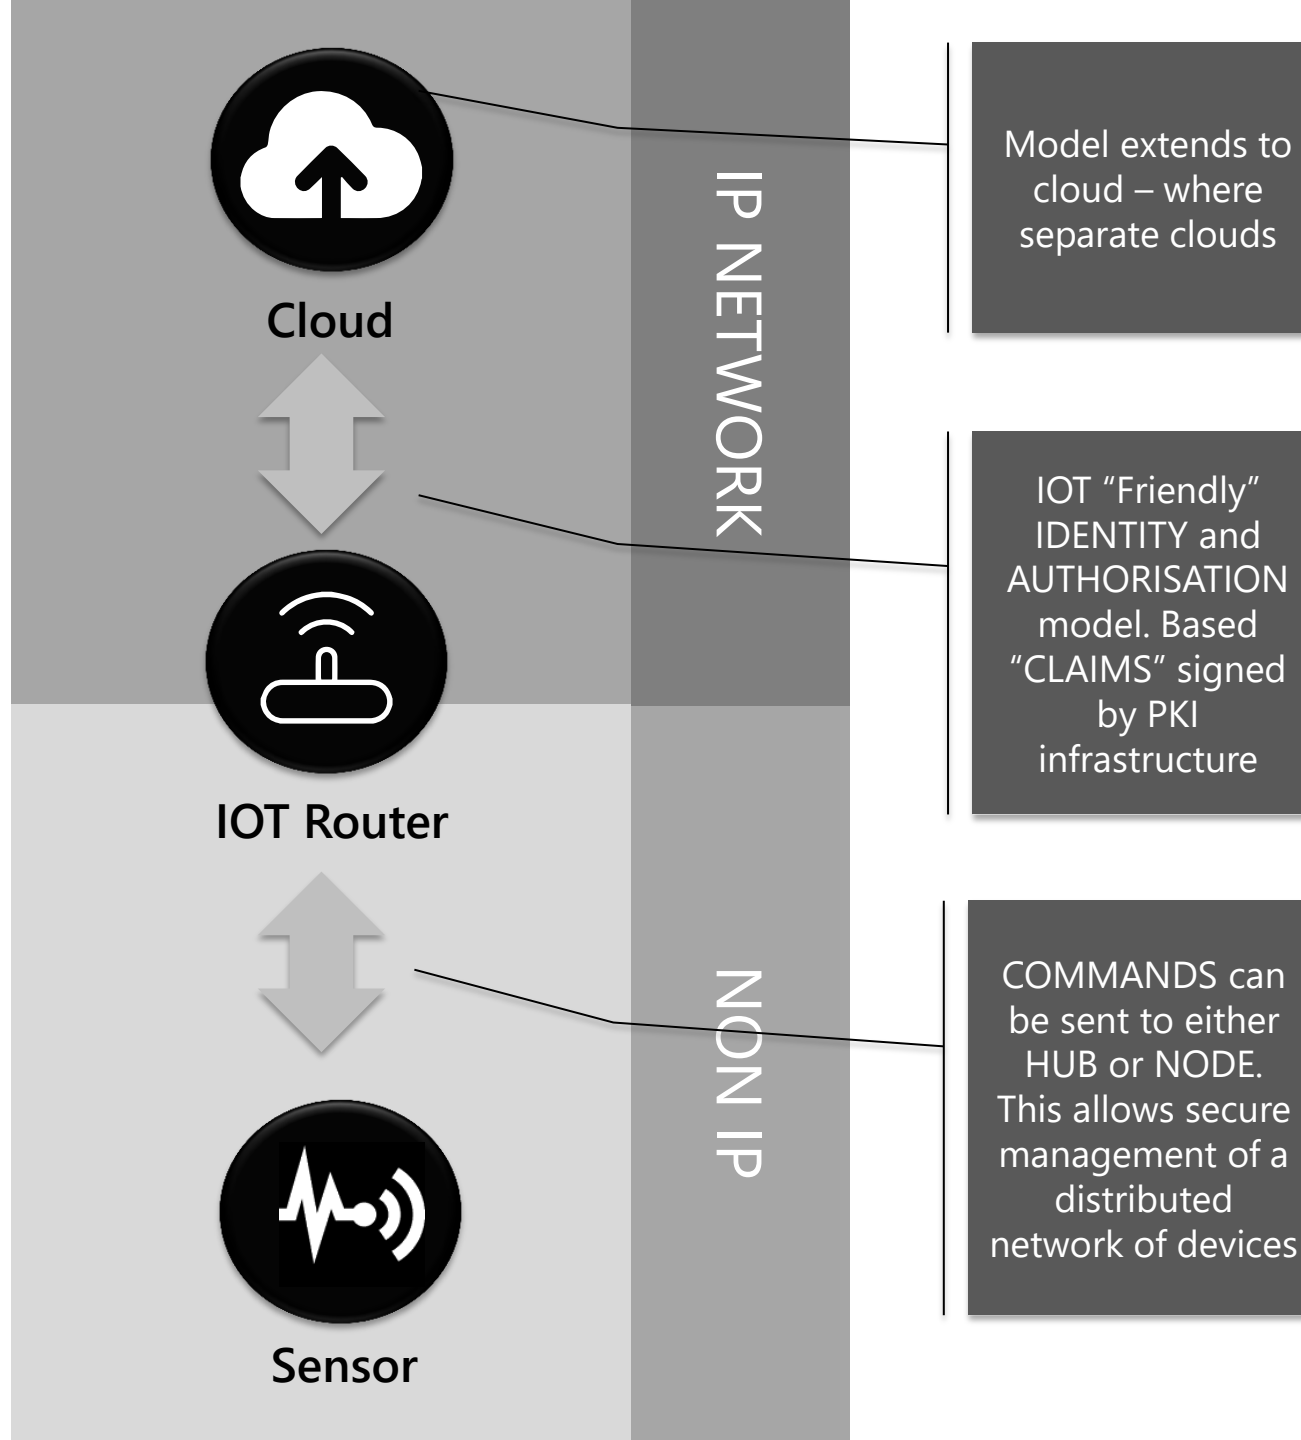 Cloud
IOT Router
Sensor
IP NETWORK
NON IP
Model extends to
cloud – where
separate clouds
IOT “Friendly”
IDENTITY and
AUTHORISATION
model. Based
“CLAIMS” signed
by PKI
infrastructure
COMMANDS can
be sent to either
HUB or NODE.
This allows secure
management of a
distributed
network of devices